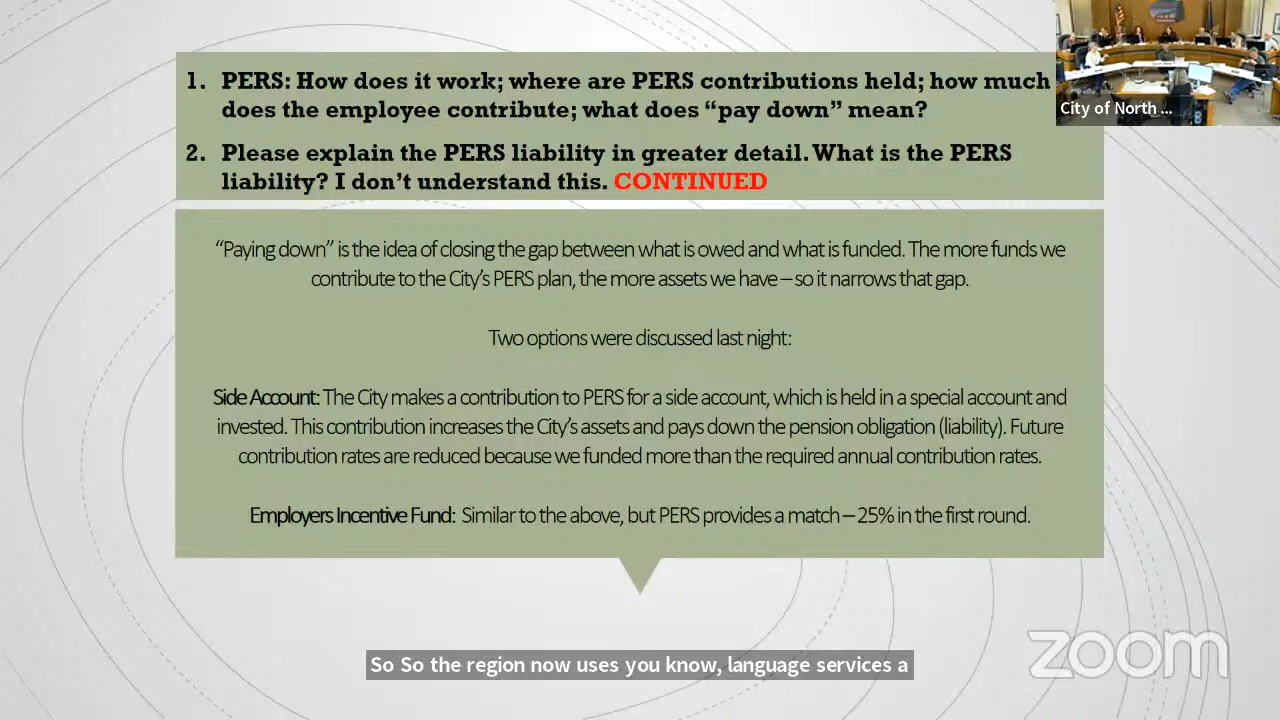 1. PERS: How does it work; where are PERS contributions held; how much
does the employee contribute; what does “pay down” mean?
2. Please explain the PERS liability in greater detail. What is the PERS
liability? I don’t understand this. CONTINUED
City of North ...
“Paying down” is the idea of closing the gap between what is owed and what is funded. The more funds we
contribute to the City’s PERS plan, the more assets we have – so it narrows that gap.
Two options were discussed last night:
Side Account: The City makes a contribution to PERS for a side account, which is held in a special account and
invested. This contribution increases the City’s assets and pays down the pension obligation (liability). Future
contribution rates are reduced because we funded more than the required annual contribution rates.
Employers Incentive Fund: Similar to the above, but PERS provides a match – 25% in the first round.
So So the region now uses you know, language services a
zoom